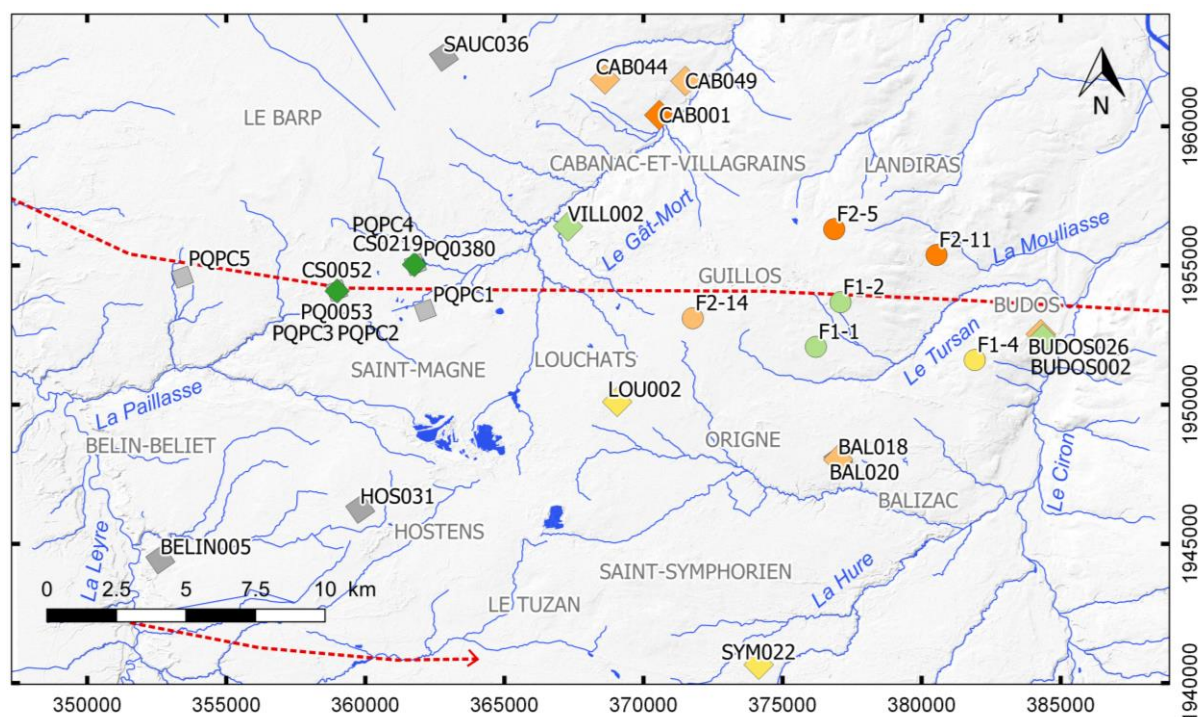 SAUC036
CAB044
CAB049
CAB001
N
LE BARP
CABANAC-ET-VILLAGRAINS
LANDIRAS
1960000
VILL002
Le Gât-Mort
F2-5
La Mouliasse
PQPC4
CS0219
PQ0380
F2-11
PQPC5
CS0052
GUILLOS
1955000
PQPC1
F1-2
BUDOS
PQ0053
F2-14
PQPC3 PQPC2
SAINT-MAGNE
LOUCHATS
F1-1
Le Tursan
F1-4
BUDOS026
BUDOS002
La Paillasse
LOU002
1950000
BELIN-BELIET
ORIGNE
BAL018
BAL020
BALIZAC
Le Ciron
HOS031
HOSTENS
BELIN005
La Leyre
1945000
0 2.5 5 7.5 10 km
SAINT-SYMPHORIEN
La Hure
LE TUZAN
SYM022
1940000
350000 355000 360000 365000 370000 375000 380000 385000